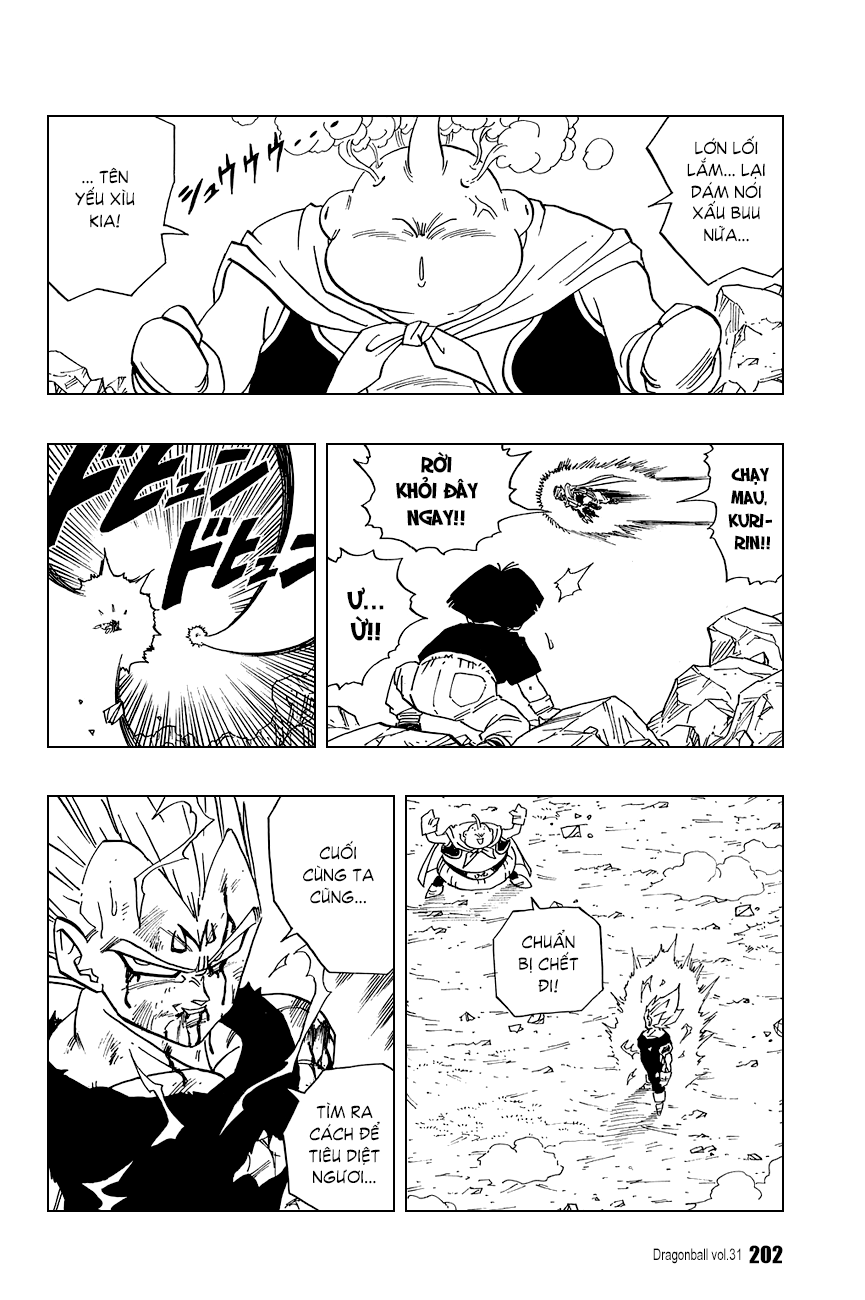 LỚN LỐI
LẮM... LẠI
DÁM NÓI
XẤU BUU
NỮA...
... TÊN
YẾU XÌU
KIA!
シュウウウ...
CHẠY
MAU,
KURI-
RIN!!
RỜI
KHỎI ĐÂY
NGAY!!
Ư...
Ừ!!
ドヒュン
ドヒュン
CHUẨN
BỊ CHẾT
ĐI!
CUỐI
CÙNG TA
CŨNG...
TÌM RA
CÁCH ĐỂ
TIÊU DIỆT
NGƯƠI...
Dragonball vol.31 202